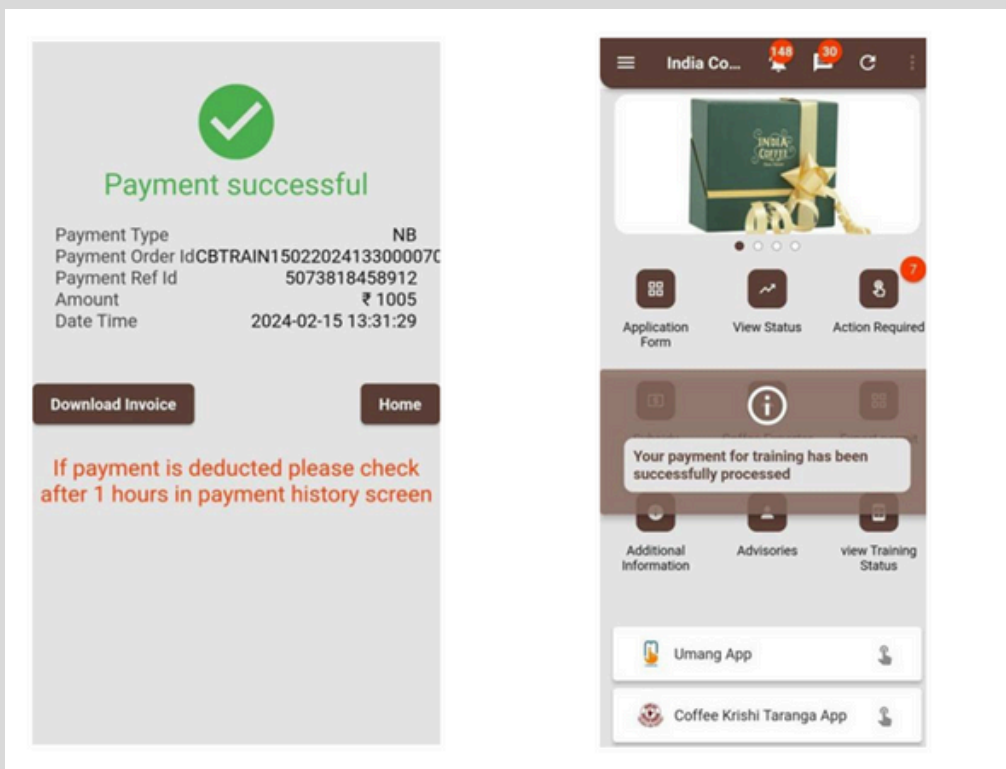 Payment successful
Payment Type NB
Payment Order Id CBTRAIN15022024133000070
Payment Ref Id 5073818458912
Amount ₹ 1005
Date Time 2024-02-15 13:31:29
Download Invoice Home
If payment is deducted please check
after 1 hours in payment history screen
India Co... 148 30
INDIA
COFFEE
7
Application
Form
View Status
Action Required
Your payment for training has been
successfully processed
Additional
Information
Advisories
view Training
Status
Umang App
Coffee Krishi Taranga App